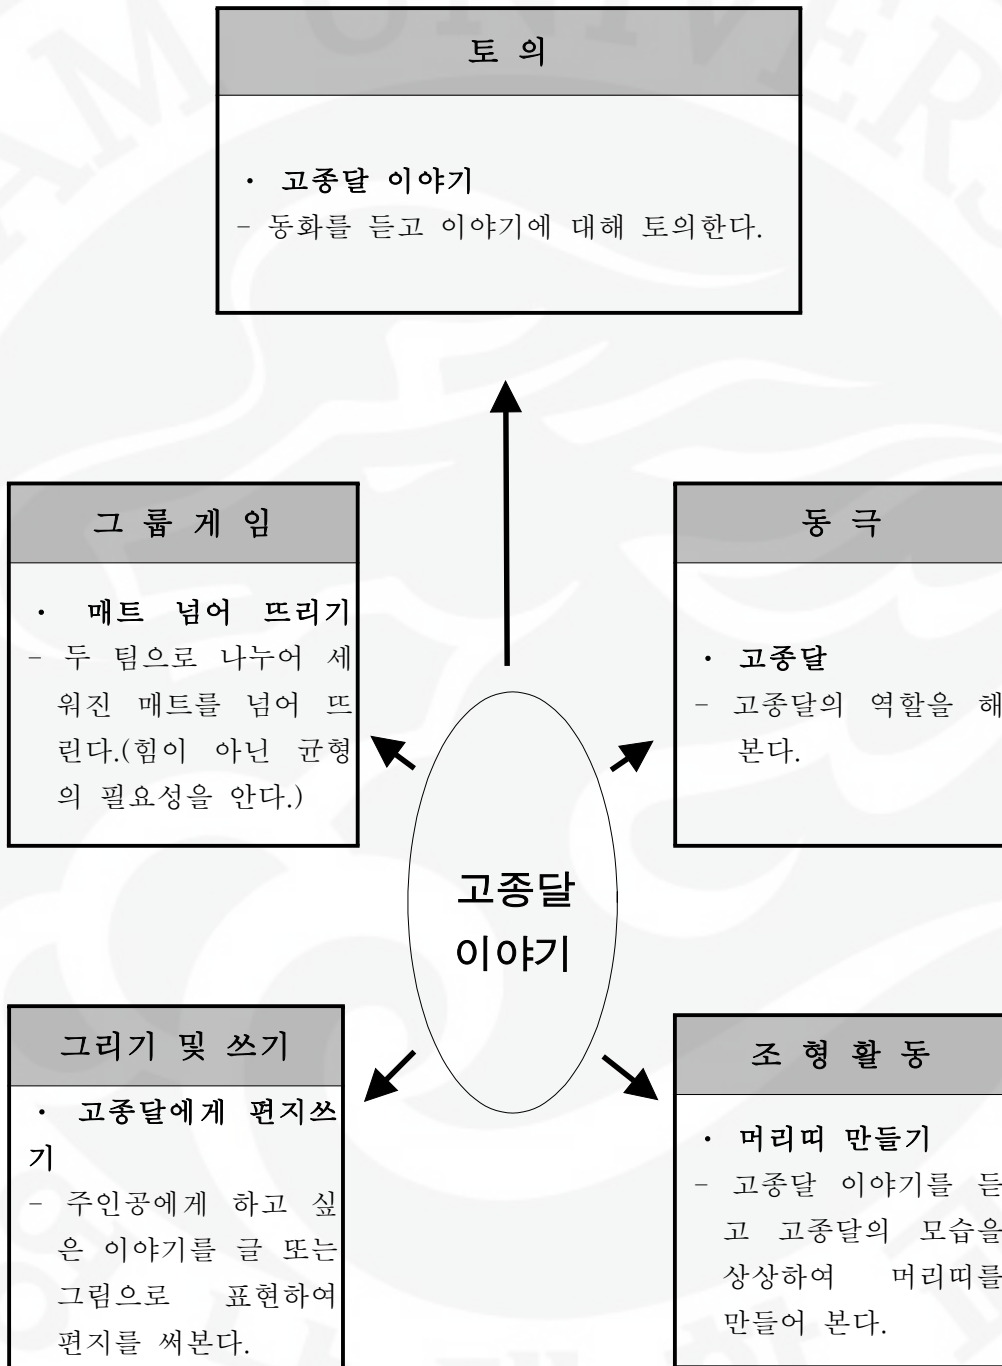 토 의
· 고종달 이야기
- 동화를 듣고 이야기에 대해 토의한다.
그 룹 게 임
· 매트 넘어 뜨리기
- 두 팀으로 나누어 세
워진 매트를 넘어 뜨
린다.(힘이 아닌 균형
의 필요성을 안다.)
동 극
· 고종달
- 고종달의 역할을 해
본다.
고종달
이야기
그리기 및 쓰기
· 고종달에게 편지쓰
기
- 주인공에게 하고 싶
은 이야기를 글 또는
그림으로 표현하여
편지를 써본다.
조 형 활 동
· 머리띠 만들기
- 고종달 이야기를 듣
고 고종달의 모습을
상상하여 머리띠를
만들어 본다.